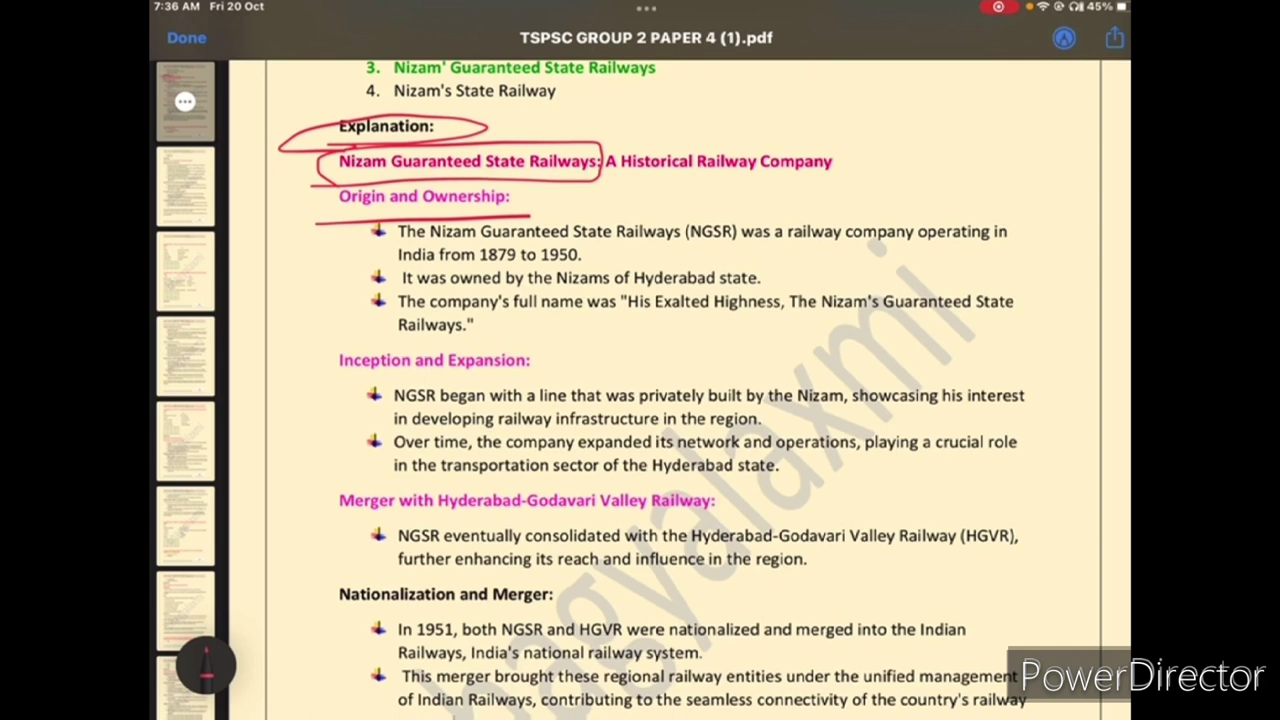 7:36 AM Fri 20 Oct
45%
Done
TSPSC GROUP 2 PAPER 4 (1).pdf
3. Nizam' Guaranteed State Railways
4. Nizam's State Railway
Explanation:
Nizam Guaranteed State Railways: A Historical Railway Company
Origin and Ownership:
The Nizam Guaranteed State Railways (NGSR) was a railway company operating in
India from 1879 to 1950.
It was owned by the Nizams of Hyderabad state.
The company's full name was "His Exalted Highness, The Nizam's Guaranteed State
Railways."
Inception and Expansion:
NGSR began with a line that was privately built by the Nizam, showcasing his interest
in developing railway infrastructure in the region.
Over time, the company expanded its network and operations, playing a crucial role
in the transportation sector of the Hyderabad state.
Merger with Hyderabad-Godavari Valley Railway:
NGSR eventually consolidated with the Hyderabad-Godavari Valley Railway (HGVR),
further enhancing its reach and influence in the region.
Nationalization and Merger:
In 1951, both NGSR and HGVR were nationalized and merged into the Indian
Railways, India's national railway system.
This merger brought these regional railway entities under the unified management
of Indian Railways, contributing to the seamless connectivity of the country's railway
PowerDirector